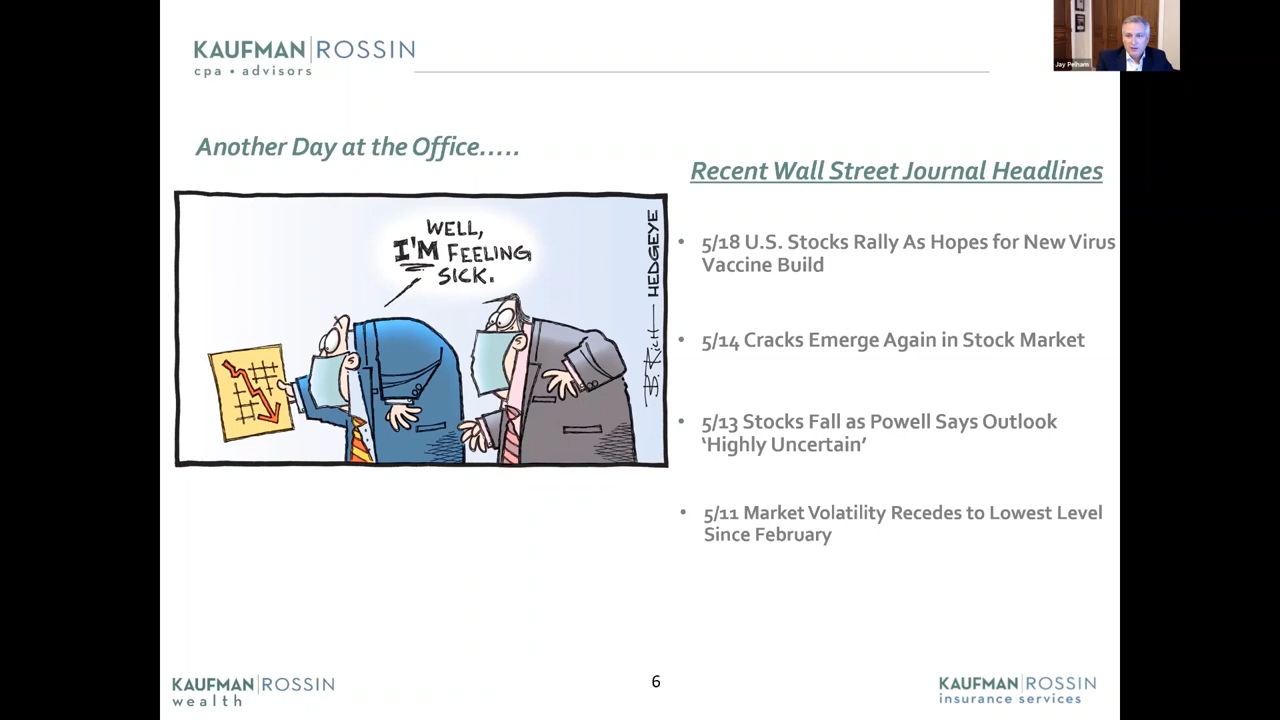 KAUFMAN|ROSSIN
cpa • advisors
Jay Pelham
Another Day at the Office.....
WELL,
I'M FEELING
SICK.
B. Rich — HEDGEYE
Recent Wall Street Journal Headlines
• 5/18 U.S. Stocks Rally As Hopes for New Virus
Vaccine Build
• 5/14 Cracks Emerge Again in Stock Market
• 5/13 Stocks Fall as Powell Says Outlook
‘Highly Uncertain’
• 5/11 Market Volatility Recedes to Lowest Level
Since February
KAUFMAN|ROSSIN
wealth
6
KAUFMAN|ROSSIN
insurance services